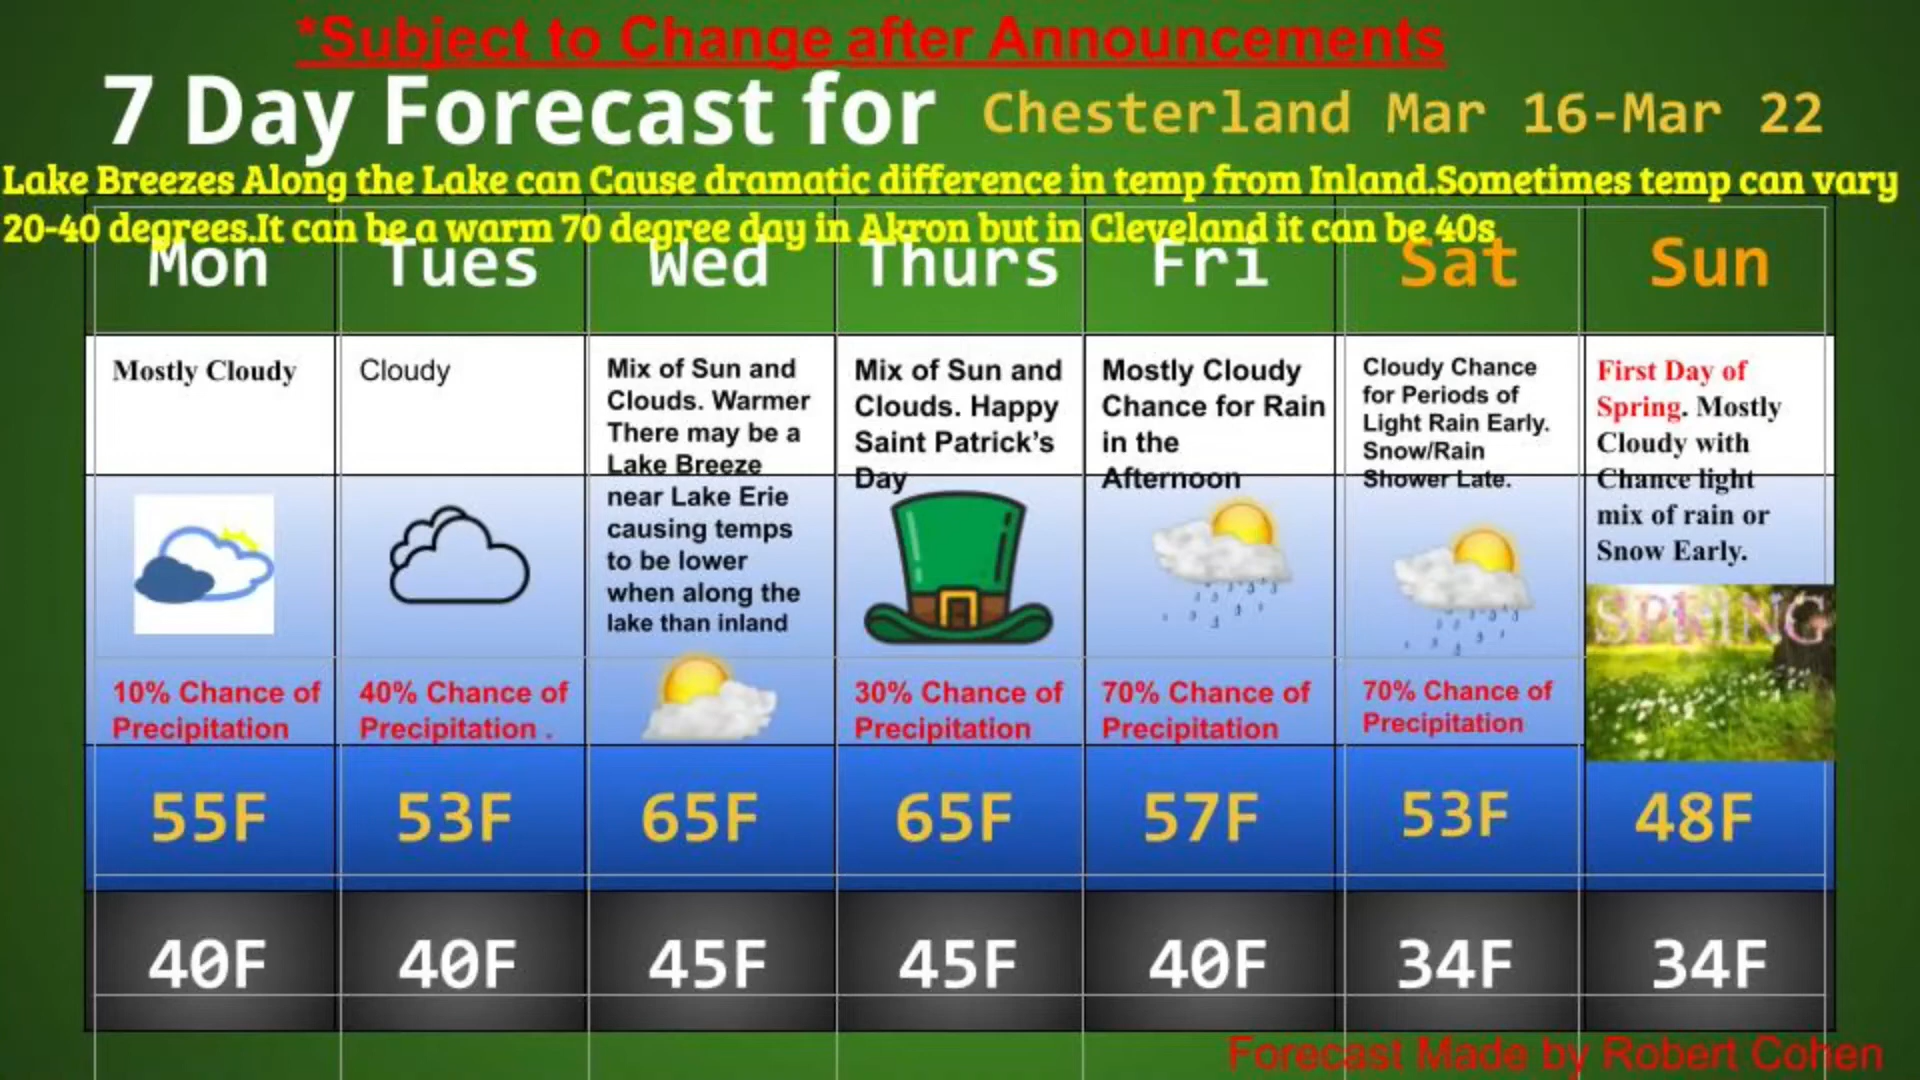 *Subject to Change after Announcements
7 Day Forecast for Chesterland Mar 16-Mar 22
Lake Breezes Along the Lake can Cause dramatic difference in temp from Inland.Sometimes temp can vary
20-40 degrees.It can be a warm 70 degree day in Akron but in Cleveland it can be 40s
Mon Tues Wed Thurs Fri Sat Sun
Mostly Cloudy
Cloudy
Mix of Sun and
Clouds. Warmer
There may be a
Lake Breeze
near Lake Erie
causing temps
to be lower
when along the
lake than inland
Mix of Sun and
Clouds. Happy
Saint Patrick's
Day
Mostly Cloudy
Chance for Rain
in the
Afternoon
Cloudy Chance
for Periods of
Light Rain Early.
Snow/Rain
Shower Late.
First Day of
Spring. Mostly
Cloudy with
Chance light
mix of rain or
Snow Early.
SPRING
10% Chance of
Precipitation
40% Chance of
Precipitation .
30% Chance of
Precipitation
70% Chance of
Precipitation
70% Chance of
Precipitation
55F 53F 65F 65F 57F 53F 48F
40F 40F 45F 45F 40F 34F 34F
Forecast Made by Robert Cohen